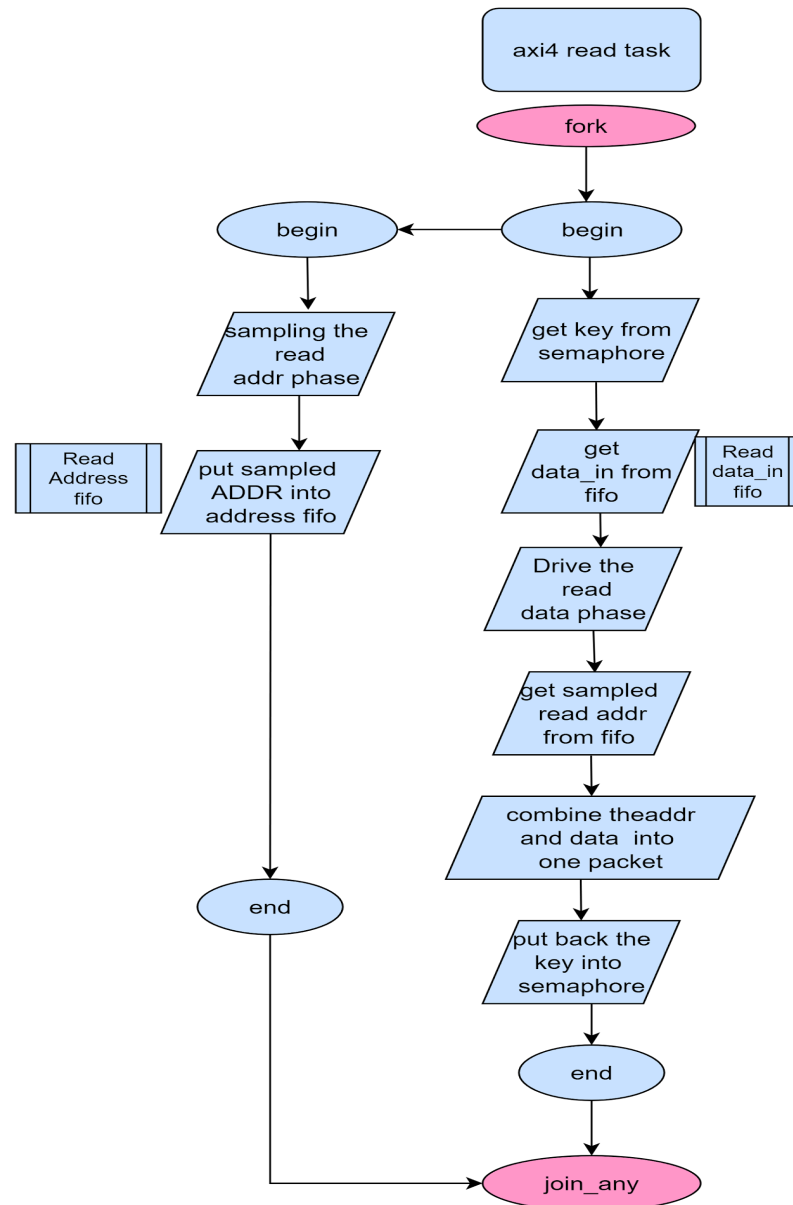 axi4 read task
fork
begin
begin
sampling the
read
addr phase
get key from
semaphore
Read
Address
fifo
put sampled
ADDR into
address fifo
get
data_in from
fifo
Read
data_in
fifo
Drive the
read
data phase
get sampled
read addr
from fifo
combine theaddr
and data into
one packet
end
put back the
key into
semaphore
end
join_any